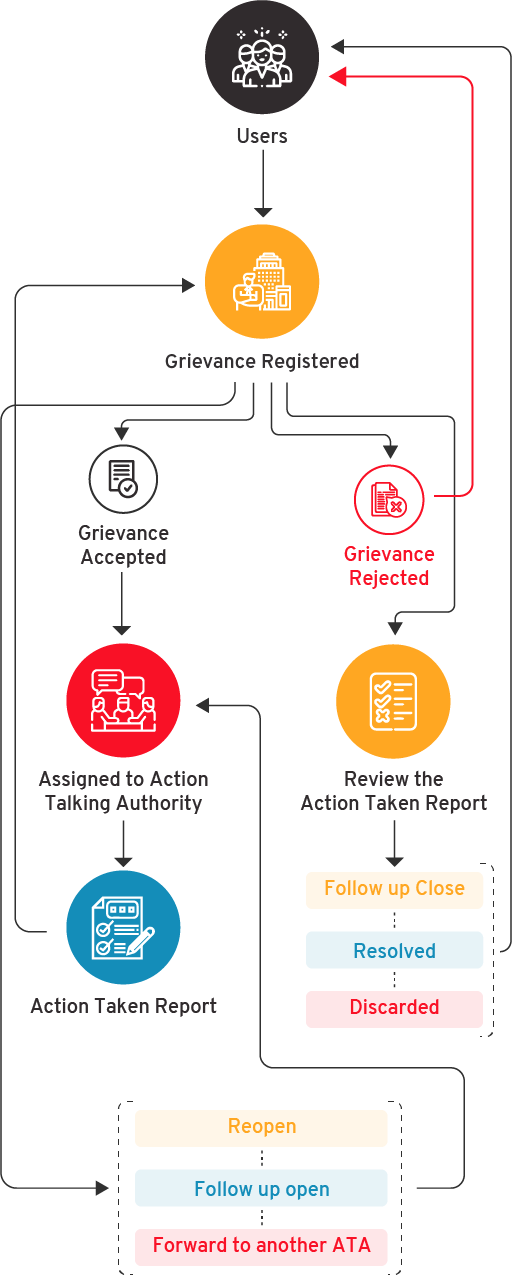 Users
Grievance Registered
Grievance
Accepted
Grievance
Rejected
Assigned to Action
Talking Authority
Review the
Action Taken Report
Follow up Close
Resolved
Discarded
Action Taken Report
Reopen
Follow up open
Forward to another ATA